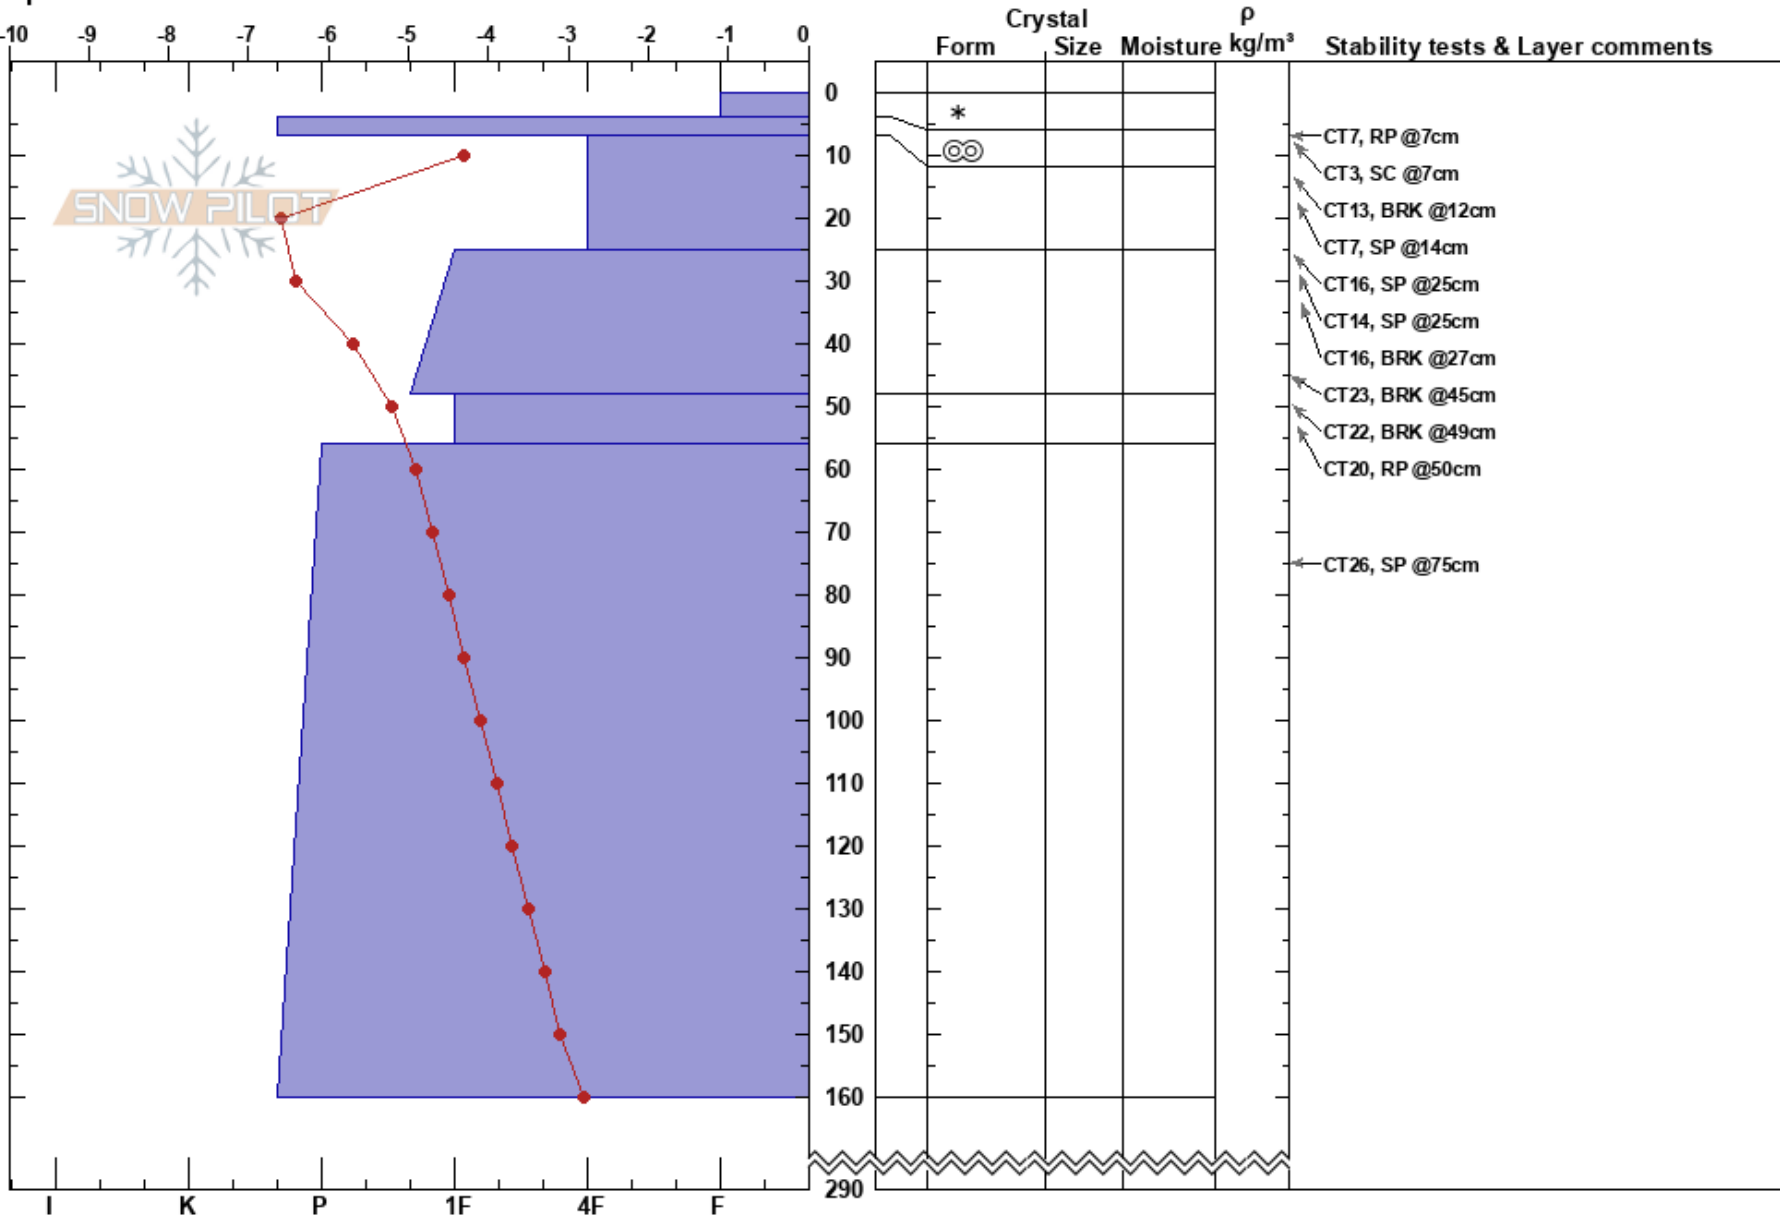 -10 -9 -8 -7 -6 -5 -4 -3 -2 -1 0
Crystal ρ
Form Size Moisture kg/m³ Stability tests & Layer comments
SNOW PILOT
0
10
20
30
40
50
60
70
80
90
100
110
120
130
140
150
160
290
*
CT7, RP @7cm
CT3, SC @7cm
CT13, BRK @12cm
CT7, SP @14cm
CT16, SP @25cm
CT14, SP @25cm
CT16, BRK @27cm
CT23, BRK @45cm
CT22, BRK @49cm
CT20, RP @50cm
CT26, SP @75cm
I K P 1F 4F F